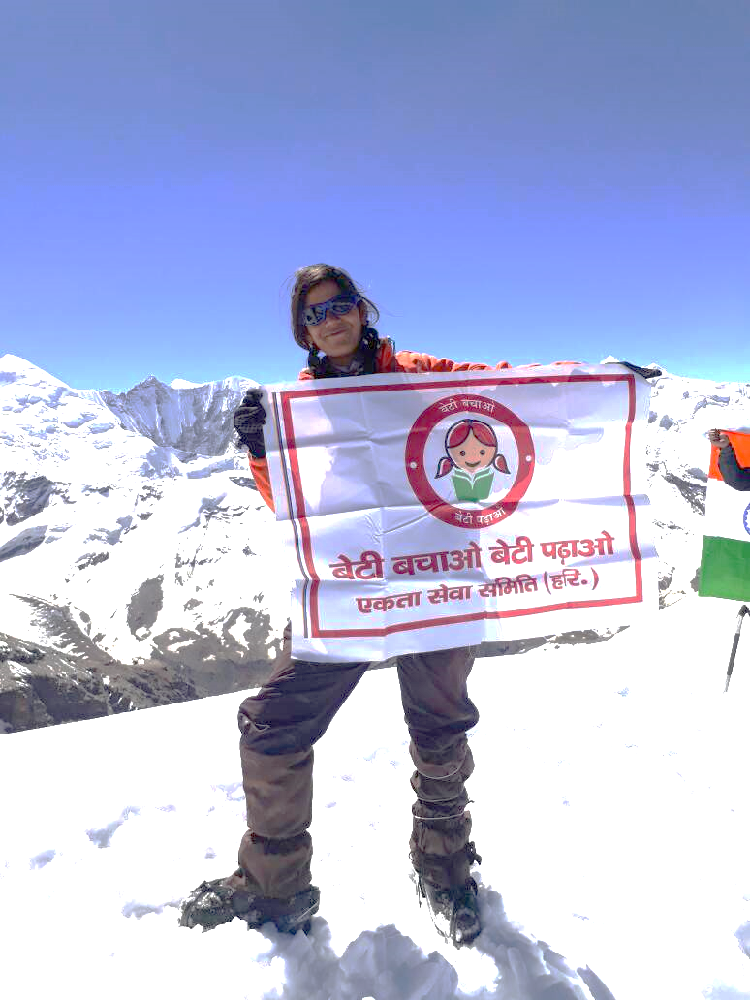 बेटी बचाओ
बेटी पढ़ाओ
बेटी बचाओ बेटी पढ़ाओ
एकता सेवा समिति (हरि.)